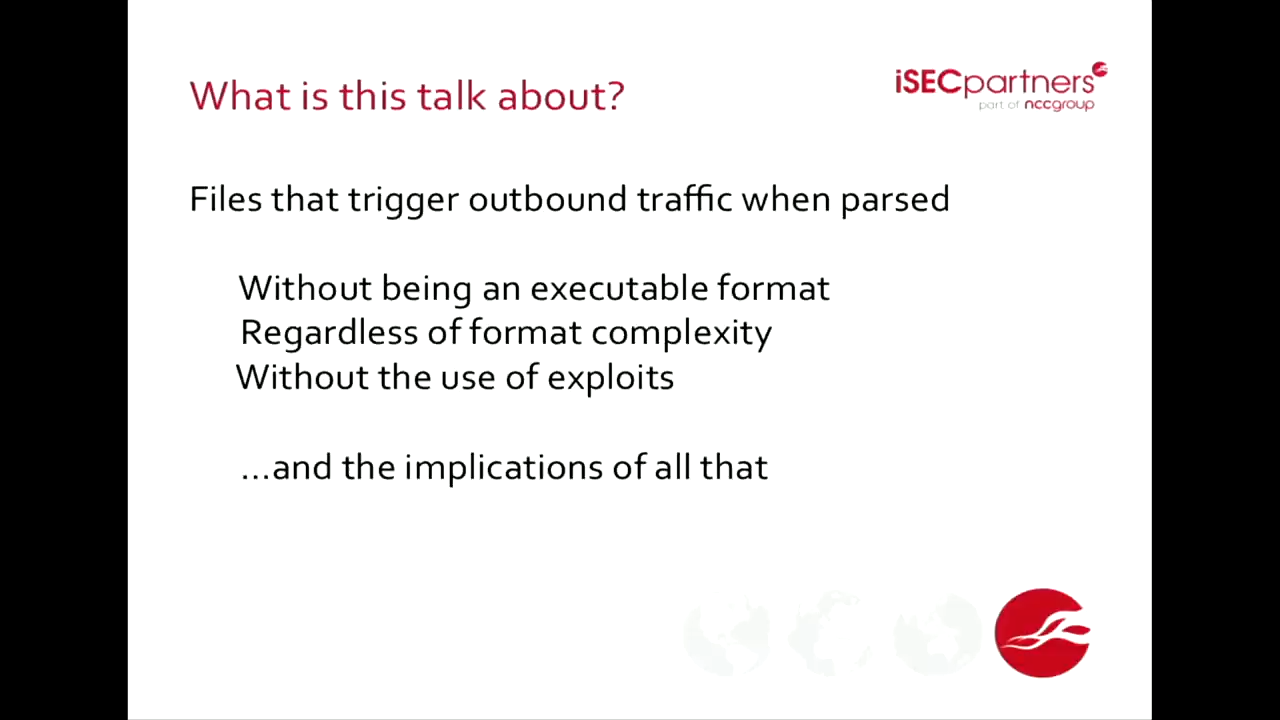 What is this talk about?
iSECpartners
part of nccgroup
Files that trigger outbound traffic when parsed
Without being an executable format
Regardless of format complexity
Without the use of exploits
...and the implications of all that